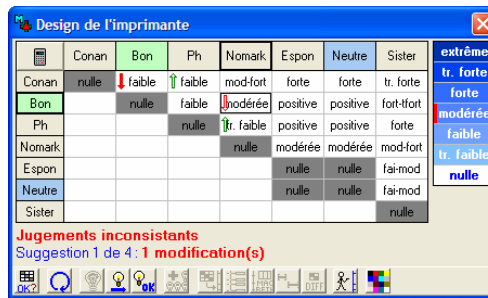 Design de l'imprimante
Conan Bon Ph Nomark Espon Neutre Sister
Conan nulle faible faible mod-fort forte forte tr. forte
Bon nulle faible modérée positive positive fort-tfort
Ph nulle tr. faible positive positive forte
Nomark nulle modérée modérée mod-fort
Espon nulle nulle fai-mod
Neutre nulle nulle fai-mod
Sister nulle
extrême
tr. forte
forte
modérée
faible
tr. faible
nulle
Jugements inconsistants
Suggestion 1 de 4 : 1 modification(s)
OK? OK DIFF